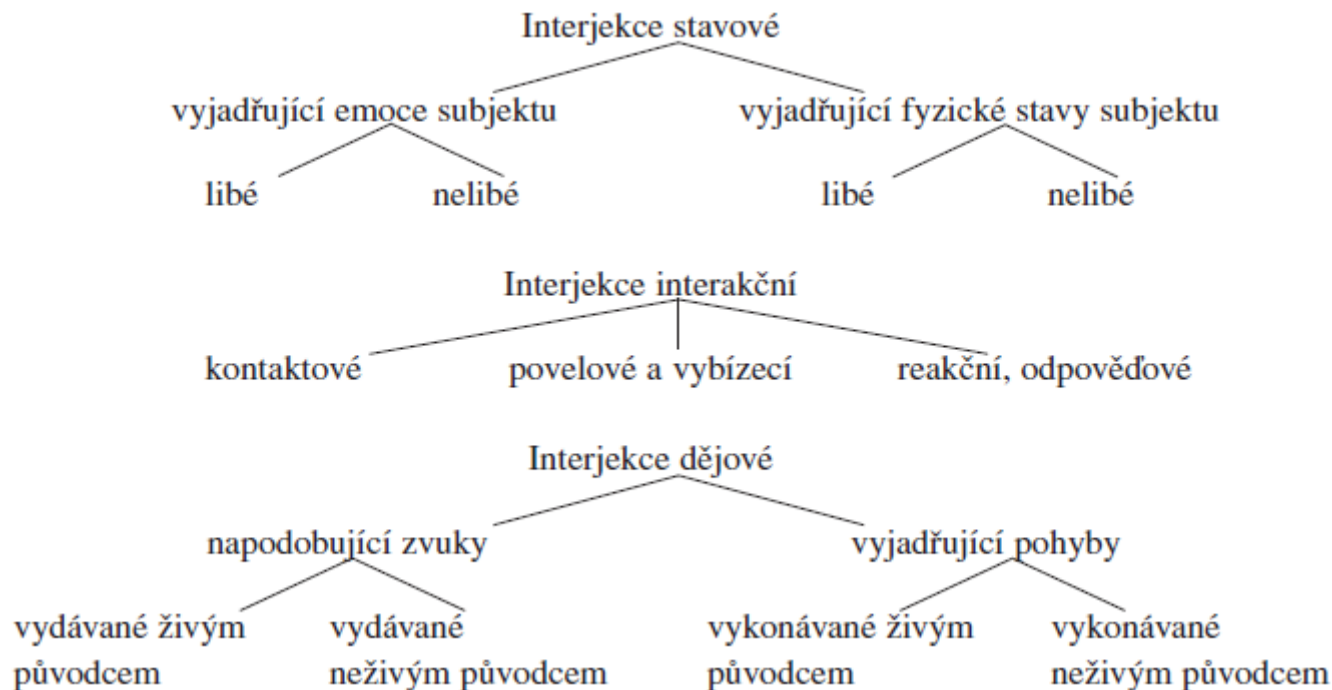 Interjekce stavové
vyjadřující emoce subjektu vyjadřující fyzické stavy subjektu
libé nelibé libé nelibé
Interjekce interakční
kontaktové povelové a vybízecí reakční, odpověďové
Interjekce dějové
napodobující zvuky vyjadřující pohyby
vydávané živým vydávané vykonávané živým vykonávané
původcem neživým původcem původcem neživým původcem